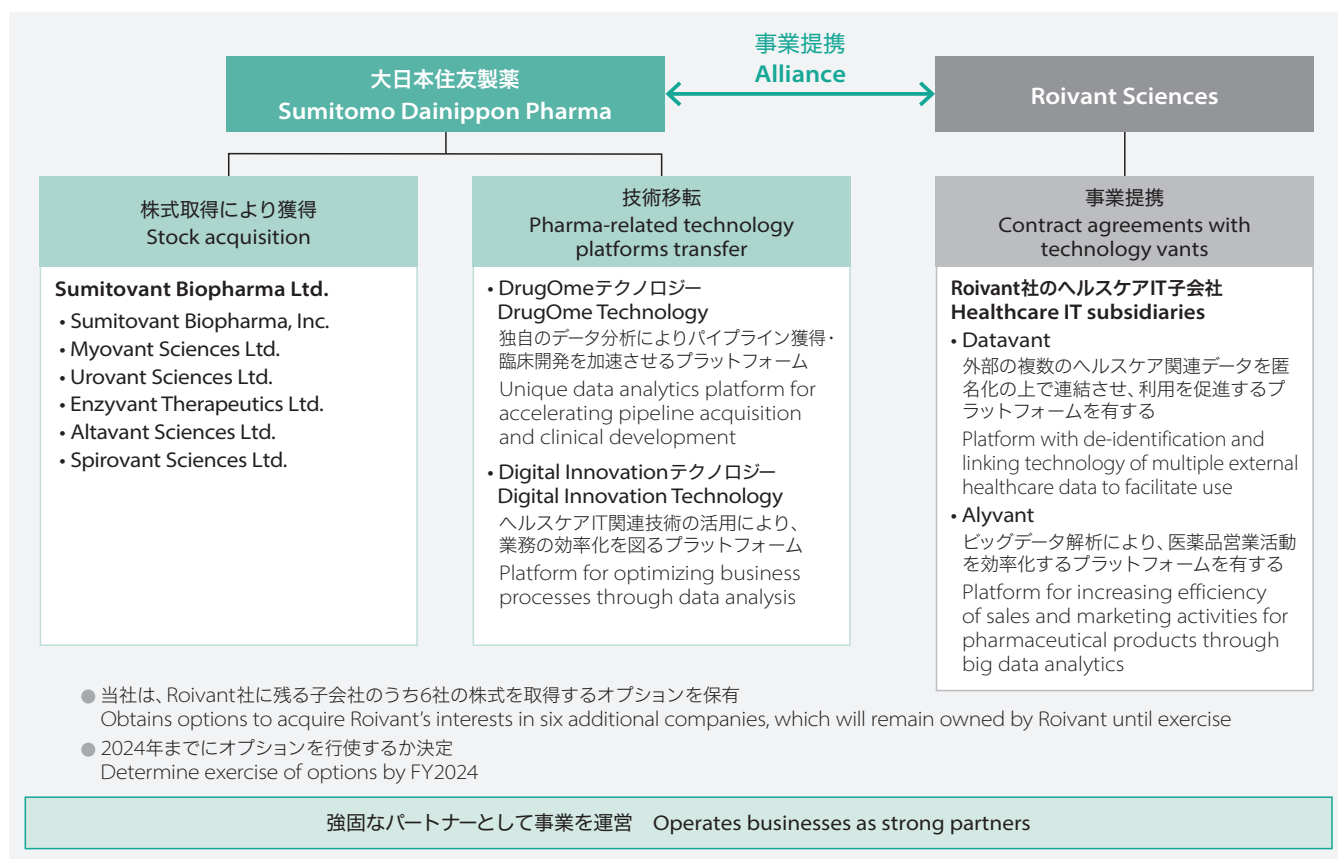 事業提携
Alliance
大日本住友製薬
Sumitomo Dainippon Pharma
Roivant Sciences
株式取得により獲得
Stock acquisition
Sumitovant Biopharma Ltd.
• Sumitovant Biopharma, Inc.
• Myovant Sciences Ltd.
• Urovant Sciences Ltd.
• Enzyvant Therapeutics Ltd.
• Altavant Sciences Ltd.
• Spirovant Sciences Ltd.
技術移転
Pharma-related technology
platforms transfer
• DrugOmeテクノロジー
DrugOme Technology
独自のデータ分析によりパイプライン獲得・
臨床開発を加速させるプラットフォーム
Unique data analytics platform for
accelerating pipeline acquisition
and clinical development
• Digital Innovationテクノロジー
Digital Innovation Technology
ヘルスケアIT関連技術の活用により、
業務の効率化を図るプラットフォーム
Platform for optimizing business
processes through data analysis
事業提携
Contract agreements with
technology vants
Roivant社のヘルスケアIT子会社
Healthcare IT subsidiaries
• Datavant
外部の複数のヘルスケア関連データを匿
名化の上で連結させ、利用を促進するプ
ラットフォームを有する
Platform with de-identification and
linking technology of multiple external
healthcare data to facilitate use
• Alyvant
ビッグデータ解析により、医薬品営業活動
を効率化するプラットフォームを有する
Platform for increasing efficiency
of sales and marketing activities for
pharmaceutical products through
big data analytics
● 当社は、Roivant社に残る子会社のうち6社の株式を取得するオプションを保有
Obtains options to acquire Roivant's interests in six additional companies, which will remain owned by Roivant until exercise
● 2024年までにオプションを行使するか決定
Determine exercise of options by FY2024
強固なパートナーとして事業を運営 Operates businesses as strong partners